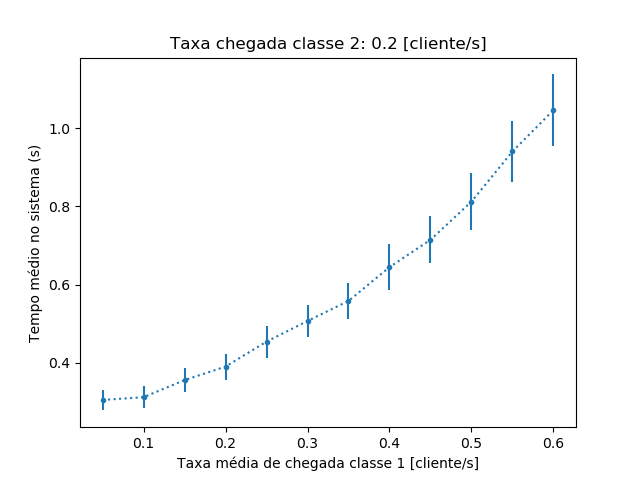 Taxa chegada classe 2: 0.2 [cliente/s]
Tempo médio no sistema (s)
1.0
0.8
0.6
0.4
0.1 0.2 0.3 0.4 0.5 0.6
Taxa média de chegada classe 1 [cliente/s]